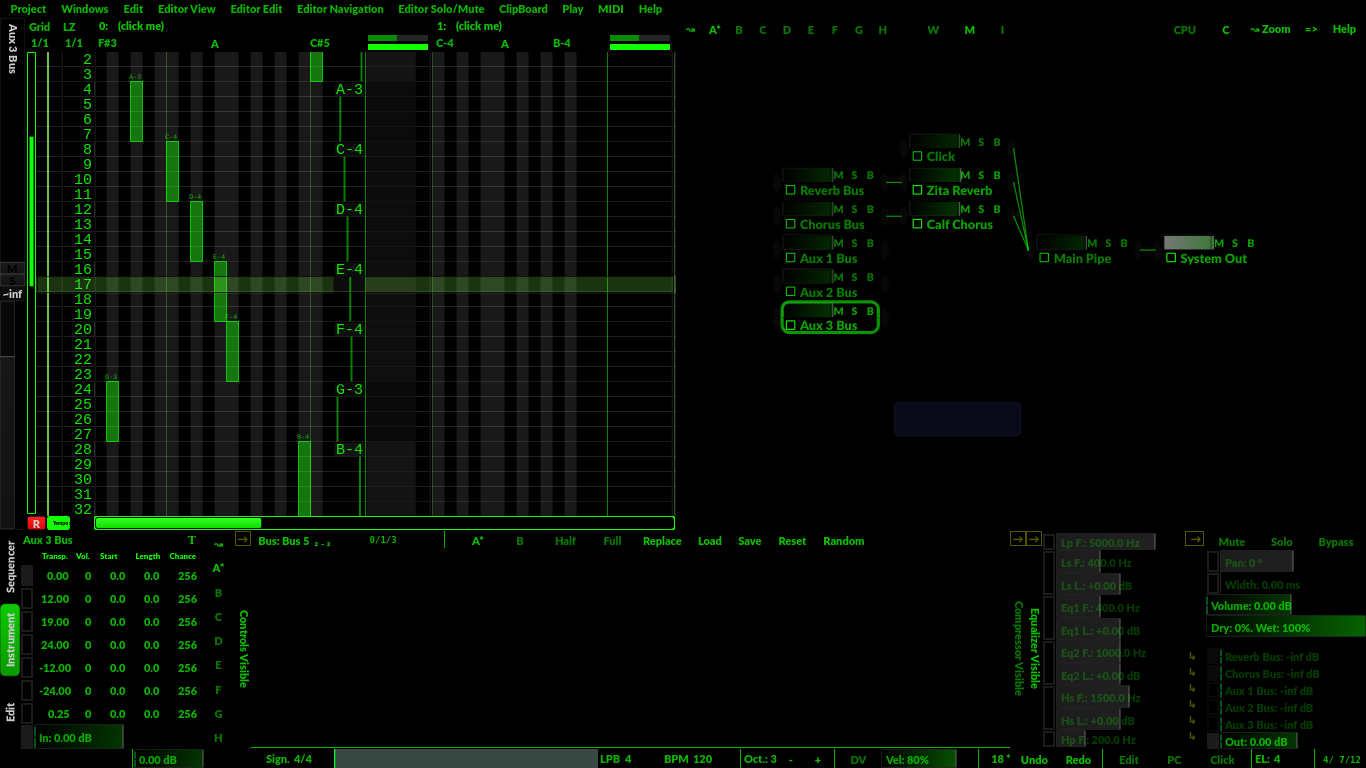 Project Windows Edit Editor View Editor Edit Editor Navigation Editor Solo/Mute ClipBoard Play MIDI Help
Grid LZ 0: (click me) 1: (click me)
1/1 1/1 F#3 A C#5 C-4 A B-4
A* B C D E F G H W M I CPU C Zoom => Help
Aux 3 Bus
2
3
4 A-3 A-3
5
6
7
8 C-4 C-4
9
10
11
12 D-4 D-4
13
14
15
16 E-4 E-4
17
18
19
20 F-4 F-4
21
22
23
24 G-3 G-3
25
26
27
28 B-4 B-4
29
30
31
32
M
S
-inf
R Tempo
M S B
Click
M S B M S B
Reverb Bus Zita Reverb
M S B M S B
Chorus Bus Calf Chorus
M S B M S B M S B
Aux 1 Bus Main Pipe System Out
M S B
Aux 2 Bus
M S B
Aux 3 Bus
Sequencer
Instrument
Edit
Aux 3 Bus T
Transp. Vol. Start Length Chance
0.00 0 0.0 0.0 256
12.00 0 0.0 0.0 256
19.00 0 0.0 0.0 256
24.00 0 0.0 0.0 256
-12.00 0 0.0 0.0 256
-24.00 0 0.0 0.0 256
0.25 0 0.0 0.0 256
In: 0.00 dB
0.00 dB
A*
B
C
D
E
F
G
H
Bus: Bus 5 2 - 2 0/1/3 A* B Half Full Replace Load Save Reset Random
Controls Visible
Compressor Visible
Equalizer Visible
Lp F.: 5000.0 Hz
Ls F.: 400.0 Hz
Ls L.: +0.00 dB
Eq1 F.: 400.0 Hz
Eq1 L.: +0.00 dB
Eq2 F.: 1000.0 Hz
Eq2 L.: +0.00 dB
Hs F.: 1500.0 Hz
Hs L.: +0.00 dB
Hp F.: 200.0 Hz
Mute Solo Bypass
Pan: 0 °
Width: 0.00 ms
Volume: 0.00 dB
Dry: 0%. Wet: 100%
Reverb Bus: -inf dB
Chorus Bus: -inf dB
Aux 1 Bus: -inf dB
Aux 2 Bus: -inf dB
Aux 3 Bus: -inf dB
Out: 0.00 dB
Sign. 4/4 LPB 4 BPM 120 Oct.: 3 - + DV Vel: 80% 18 * Undo Redo Edit PC Click EL: 4 4/ 7/12